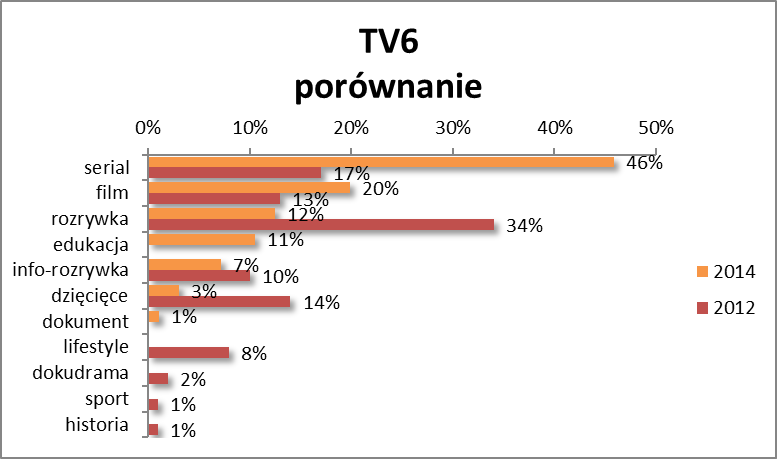 TV6
porównanie
0% 10% 20% 30% 40% 50%
serial 46% 17%
film 20% 13%
rozrywka 12% 34%
edukacja 11%
info-rozrywka 7% 10%
dzięcięce 3% 14%
dokument 1%
lifestyle 8%
dokudrama 2%
sport 1%
historia 1%
2014
2012